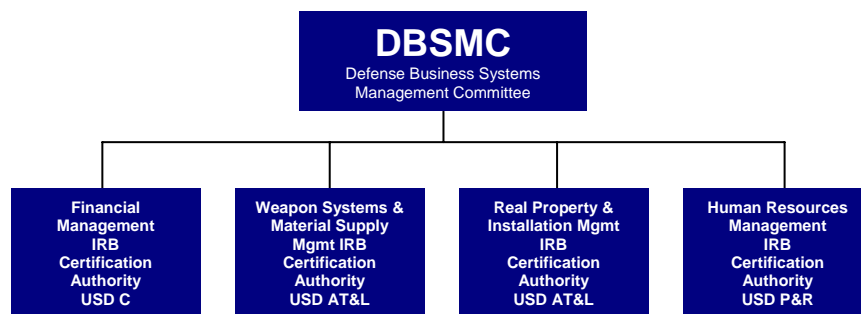 DBSMC
Defense Business Systems
Management Committee
Financial
Management
IRB
Certification
Authority
USD C
Weapon Systems &
Material Supply
Mgmt IRB
Certification
Authority
USD AT&L
Real Property &
Installation Mgmt
IRB
Certification
Authority
USD AT&L
Human Resources
Management
IRB
Certification
Authority
USD P&R